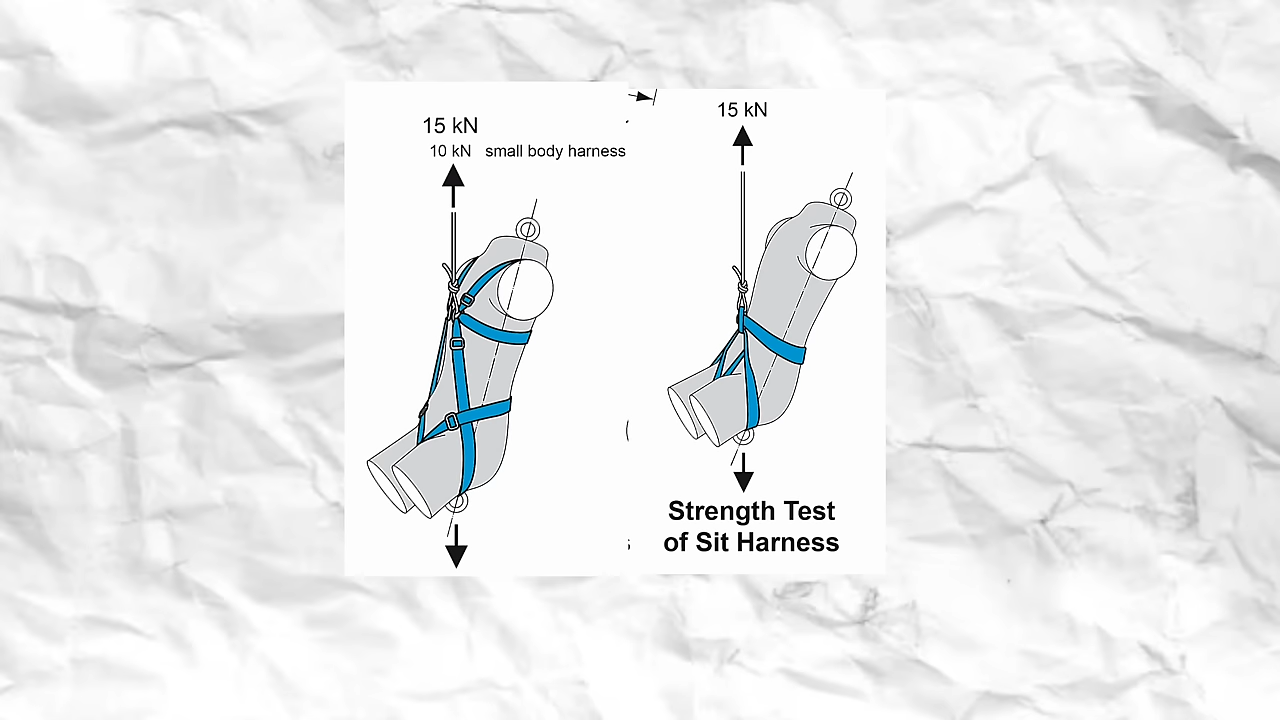 15 kN
10 kN small body harness
15 kN
Strength Test
of Sit Harness